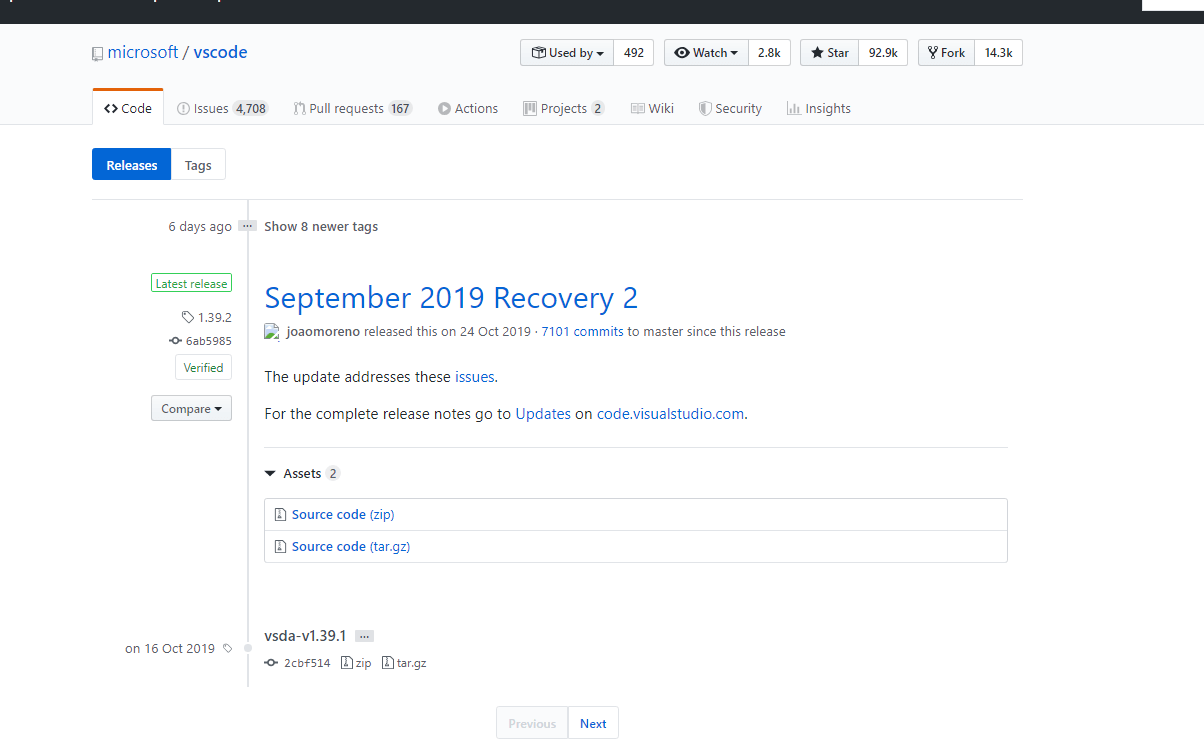 microsoft / vscode
Used by 492 Watch 2.8k Star 92.9k Fork 14.3k
Code Issues 4,708 Pull requests 167 Actions Projects 2 Wiki Security Insights
Releases Tags
6 days ago ... Show 8 newer tags
Latest release
September 2019 Recovery 2
1.39.2
joaomoreno released this on 24 Oct 2019 · 7101 commits to master since this release
6ab5985
Verified
The update addresses these issues.
Compare
For the complete release notes go to Updates on code.visualstudio.com.
Assets 2
Source code (zip)
Source code (tar.gz)
vsda-v1.39.1 ...
on 16 Oct 2019
2cbf514 zip tar.gz
Previous Next